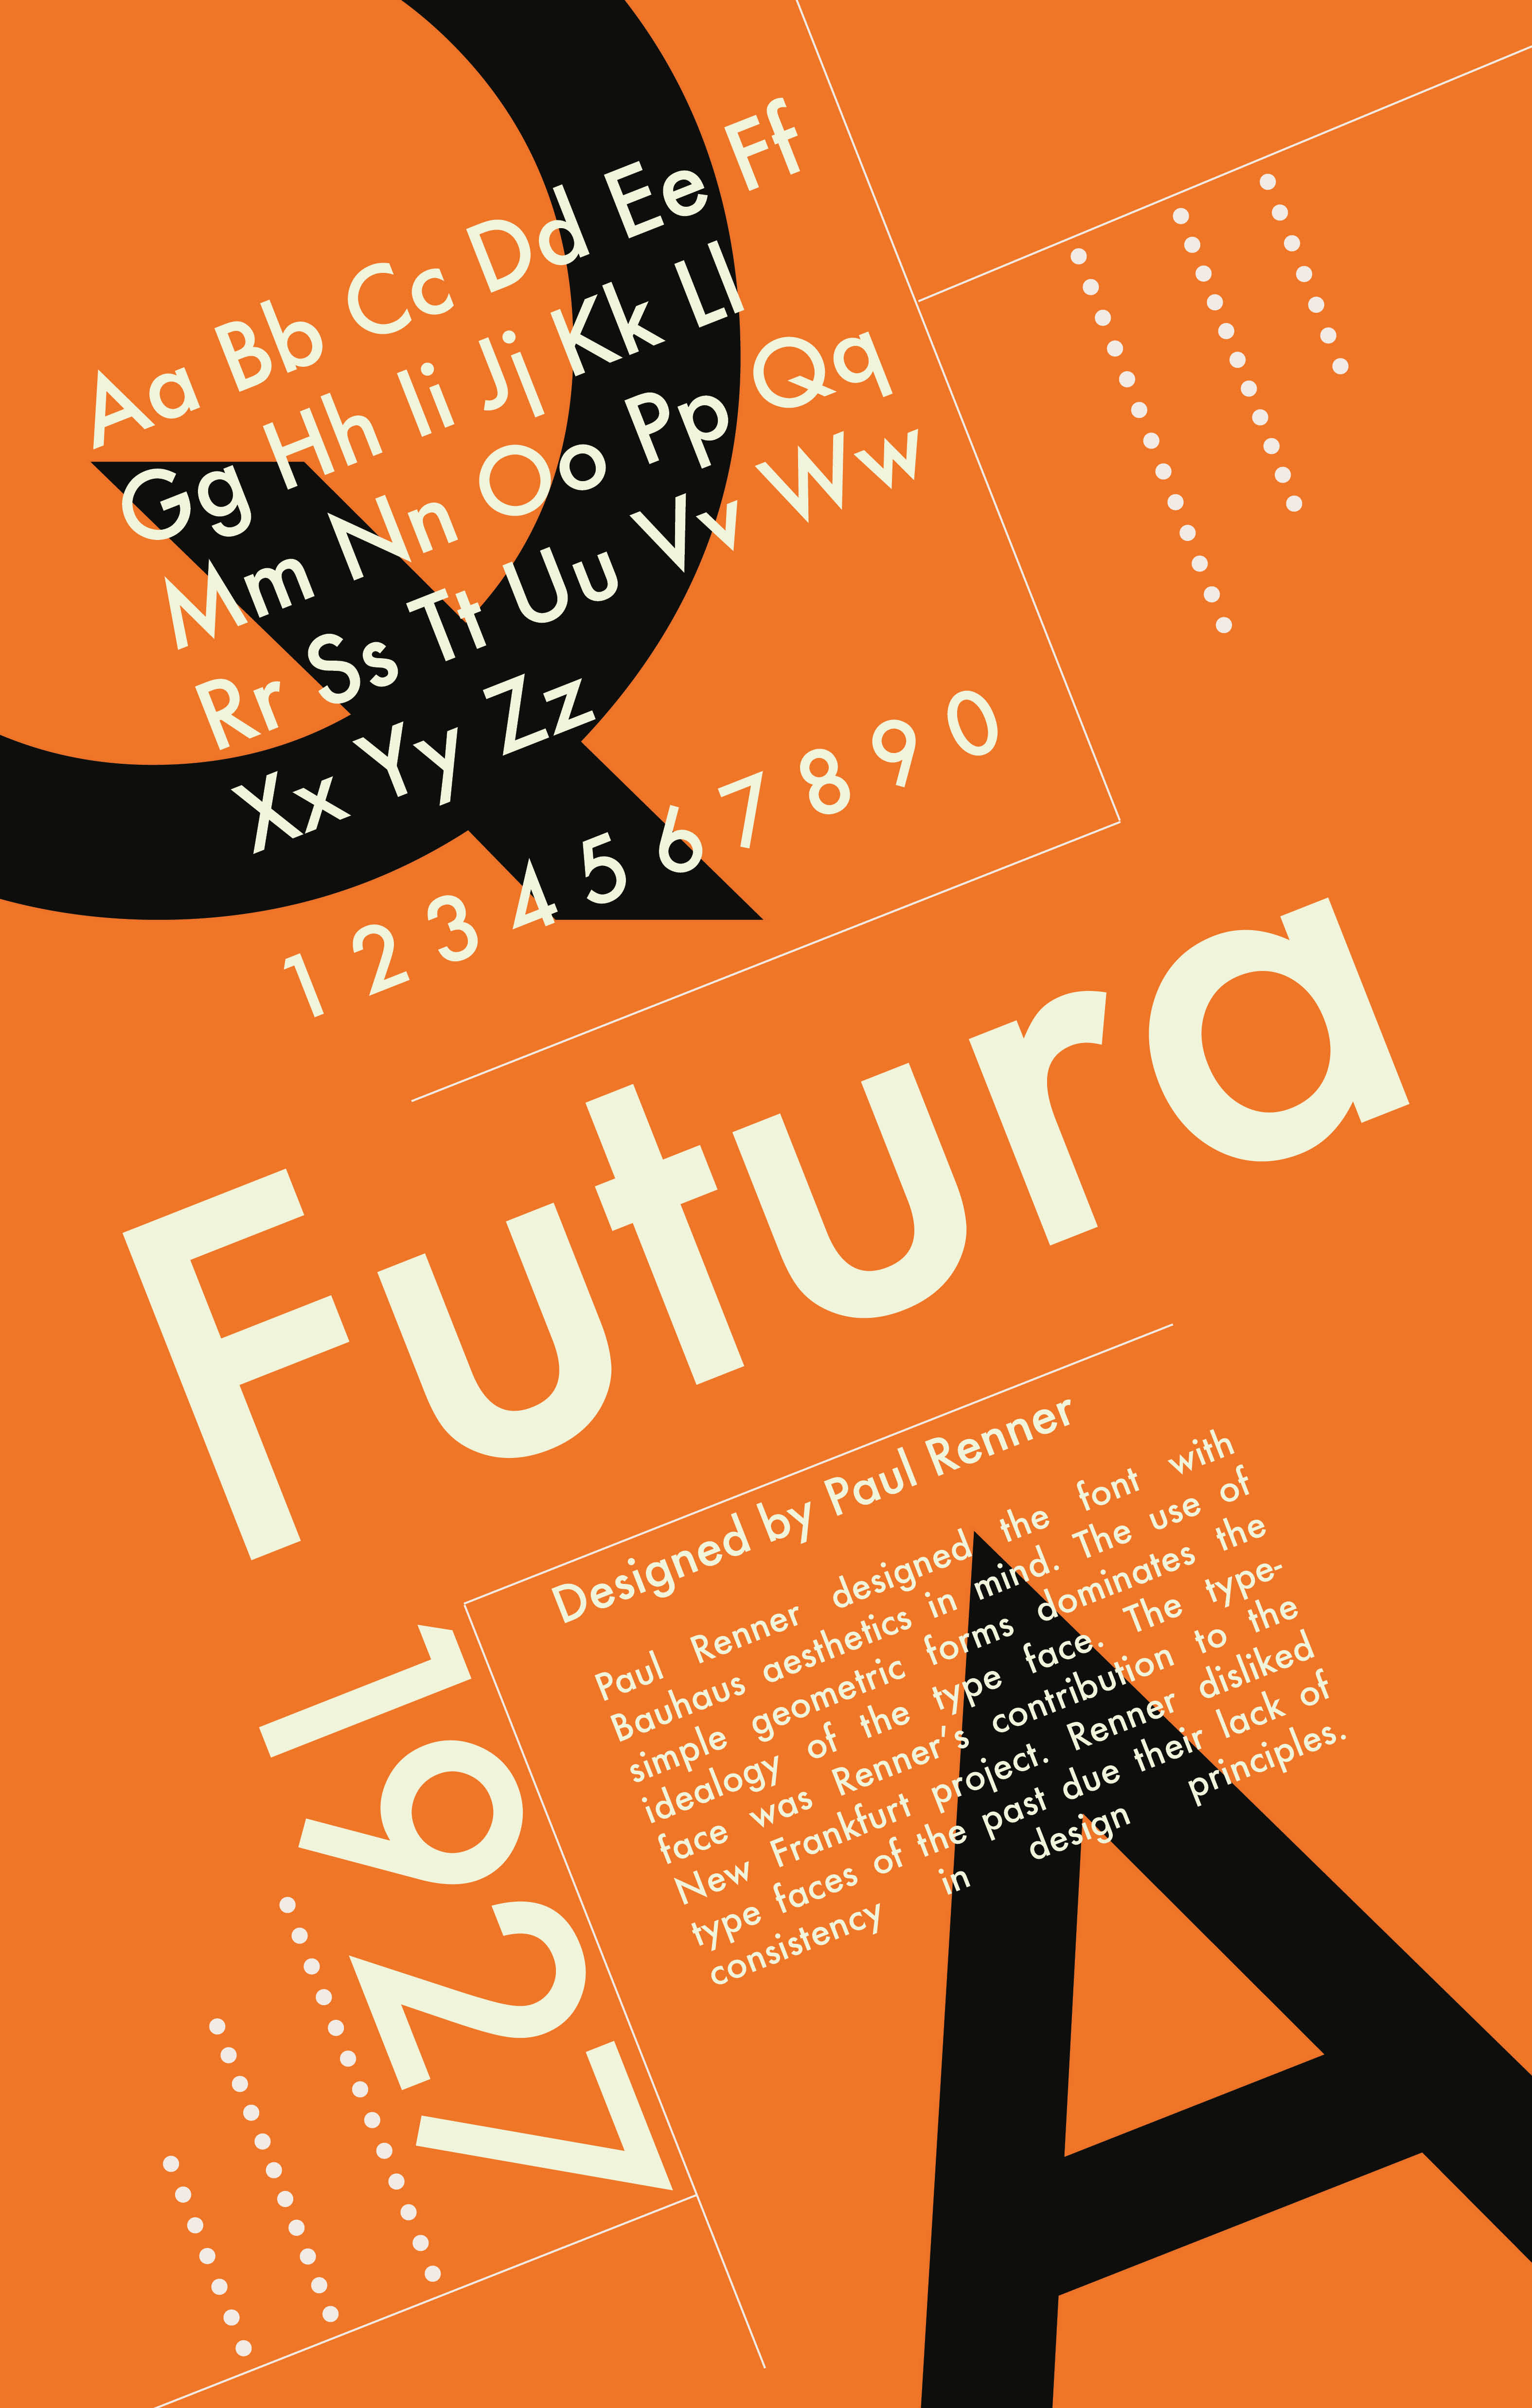 Q
Aa Bb Cc Dd Ee Ff
Gg Hh Ii Jj Kk Ll
Mm Nn Oo Pp Qq
Rr Ss Tt Uu Vv Ww
Xx Yy Zz
1 2 3 4 5 6 7 8 9 0
Futura
Designed by Paul Renner
1927
Paul Renner designed the font with
Bauhaus aesthetics in mind. The use of
simple geometric forms dominates the
idealogy of the type face. The type-
face was Renner's contribution to the
New Frankfurt project. Renner disliked
type faces of the past due their lack of
consistency in design principles.
A